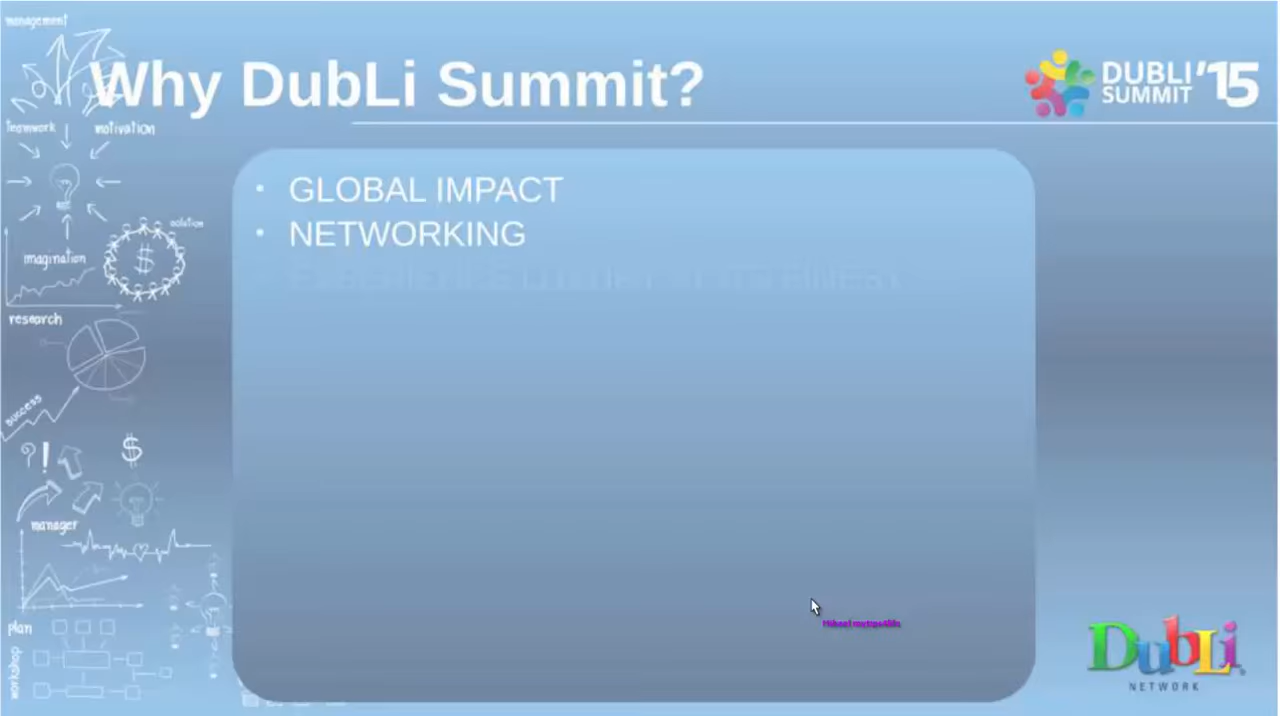 management
Why DubLi Summit?
DUBLI
SUMMIT '15
teamwork
motivation
GLOBAL IMPACT
NETWORKING
solution
imagination
research
success
?!
$
manager
plan
workshop
DubLi
NETWORK